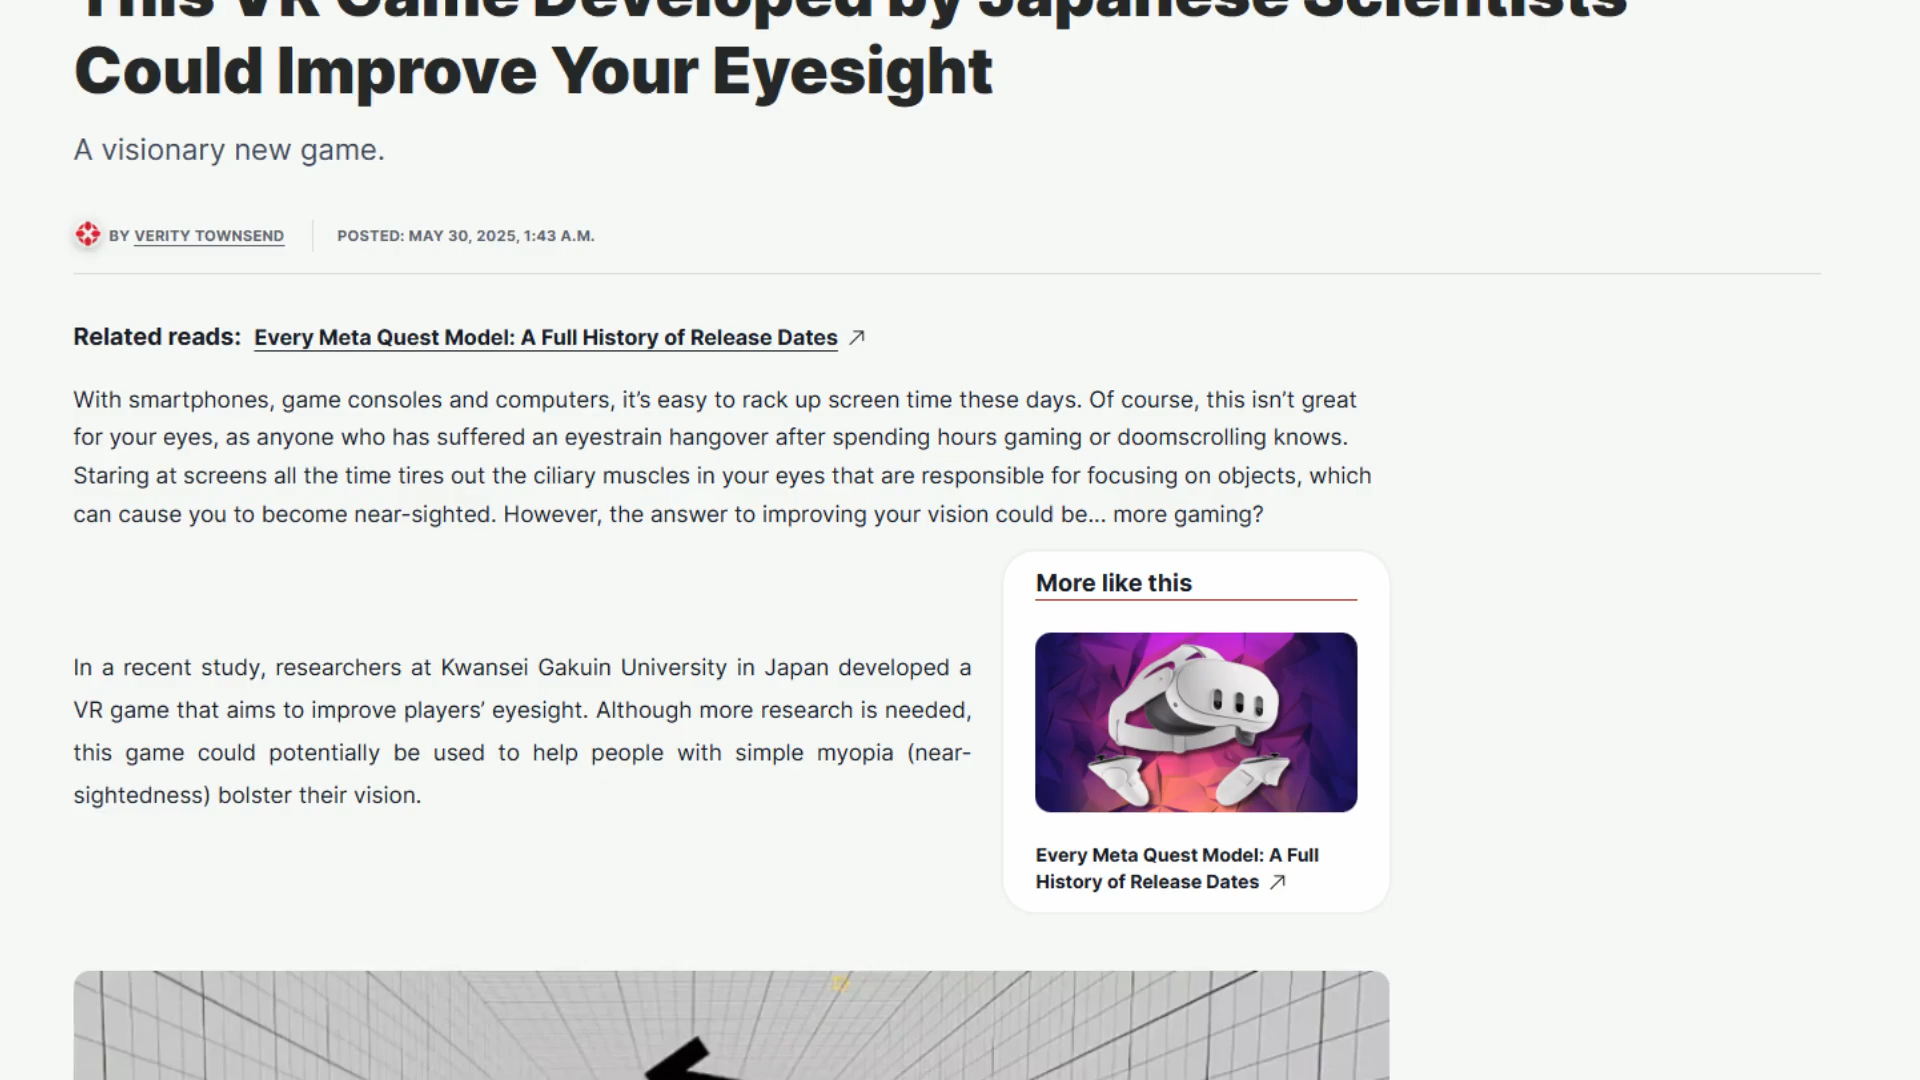 This VR Game Developed by Japanese Scientists
Could Improve Your Eyesight
A visionary new game.
BY VERITY TOWNSEND
POSTED: MAY 30, 2025, 1:43 A.M.
Related reads: Every Meta Quest Model: A Full History of Release Dates
With smartphones, game consoles and computers, it’s easy to rack up screen time these days. Of course, this isn’t great
for your eyes, as anyone who has suffered an eyestrain hangover after spending hours gaming or doomscrolling knows.
Staring at screens all the time tires out the ciliary muscles in your eyes that are responsible for focusing on objects, which
can cause you to become near-sighted. However, the answer to improving your vision could be... more gaming?
In a recent study, researchers at Kwansei Gakuin University in Japan developed a
VR game that aims to improve players’ eyesight. Although more research is needed,
this game could potentially be used to help people with simple myopia (near-
sightedness) bolster their vision.
More like this
Every Meta Quest Model: A Full
History of Release Dates